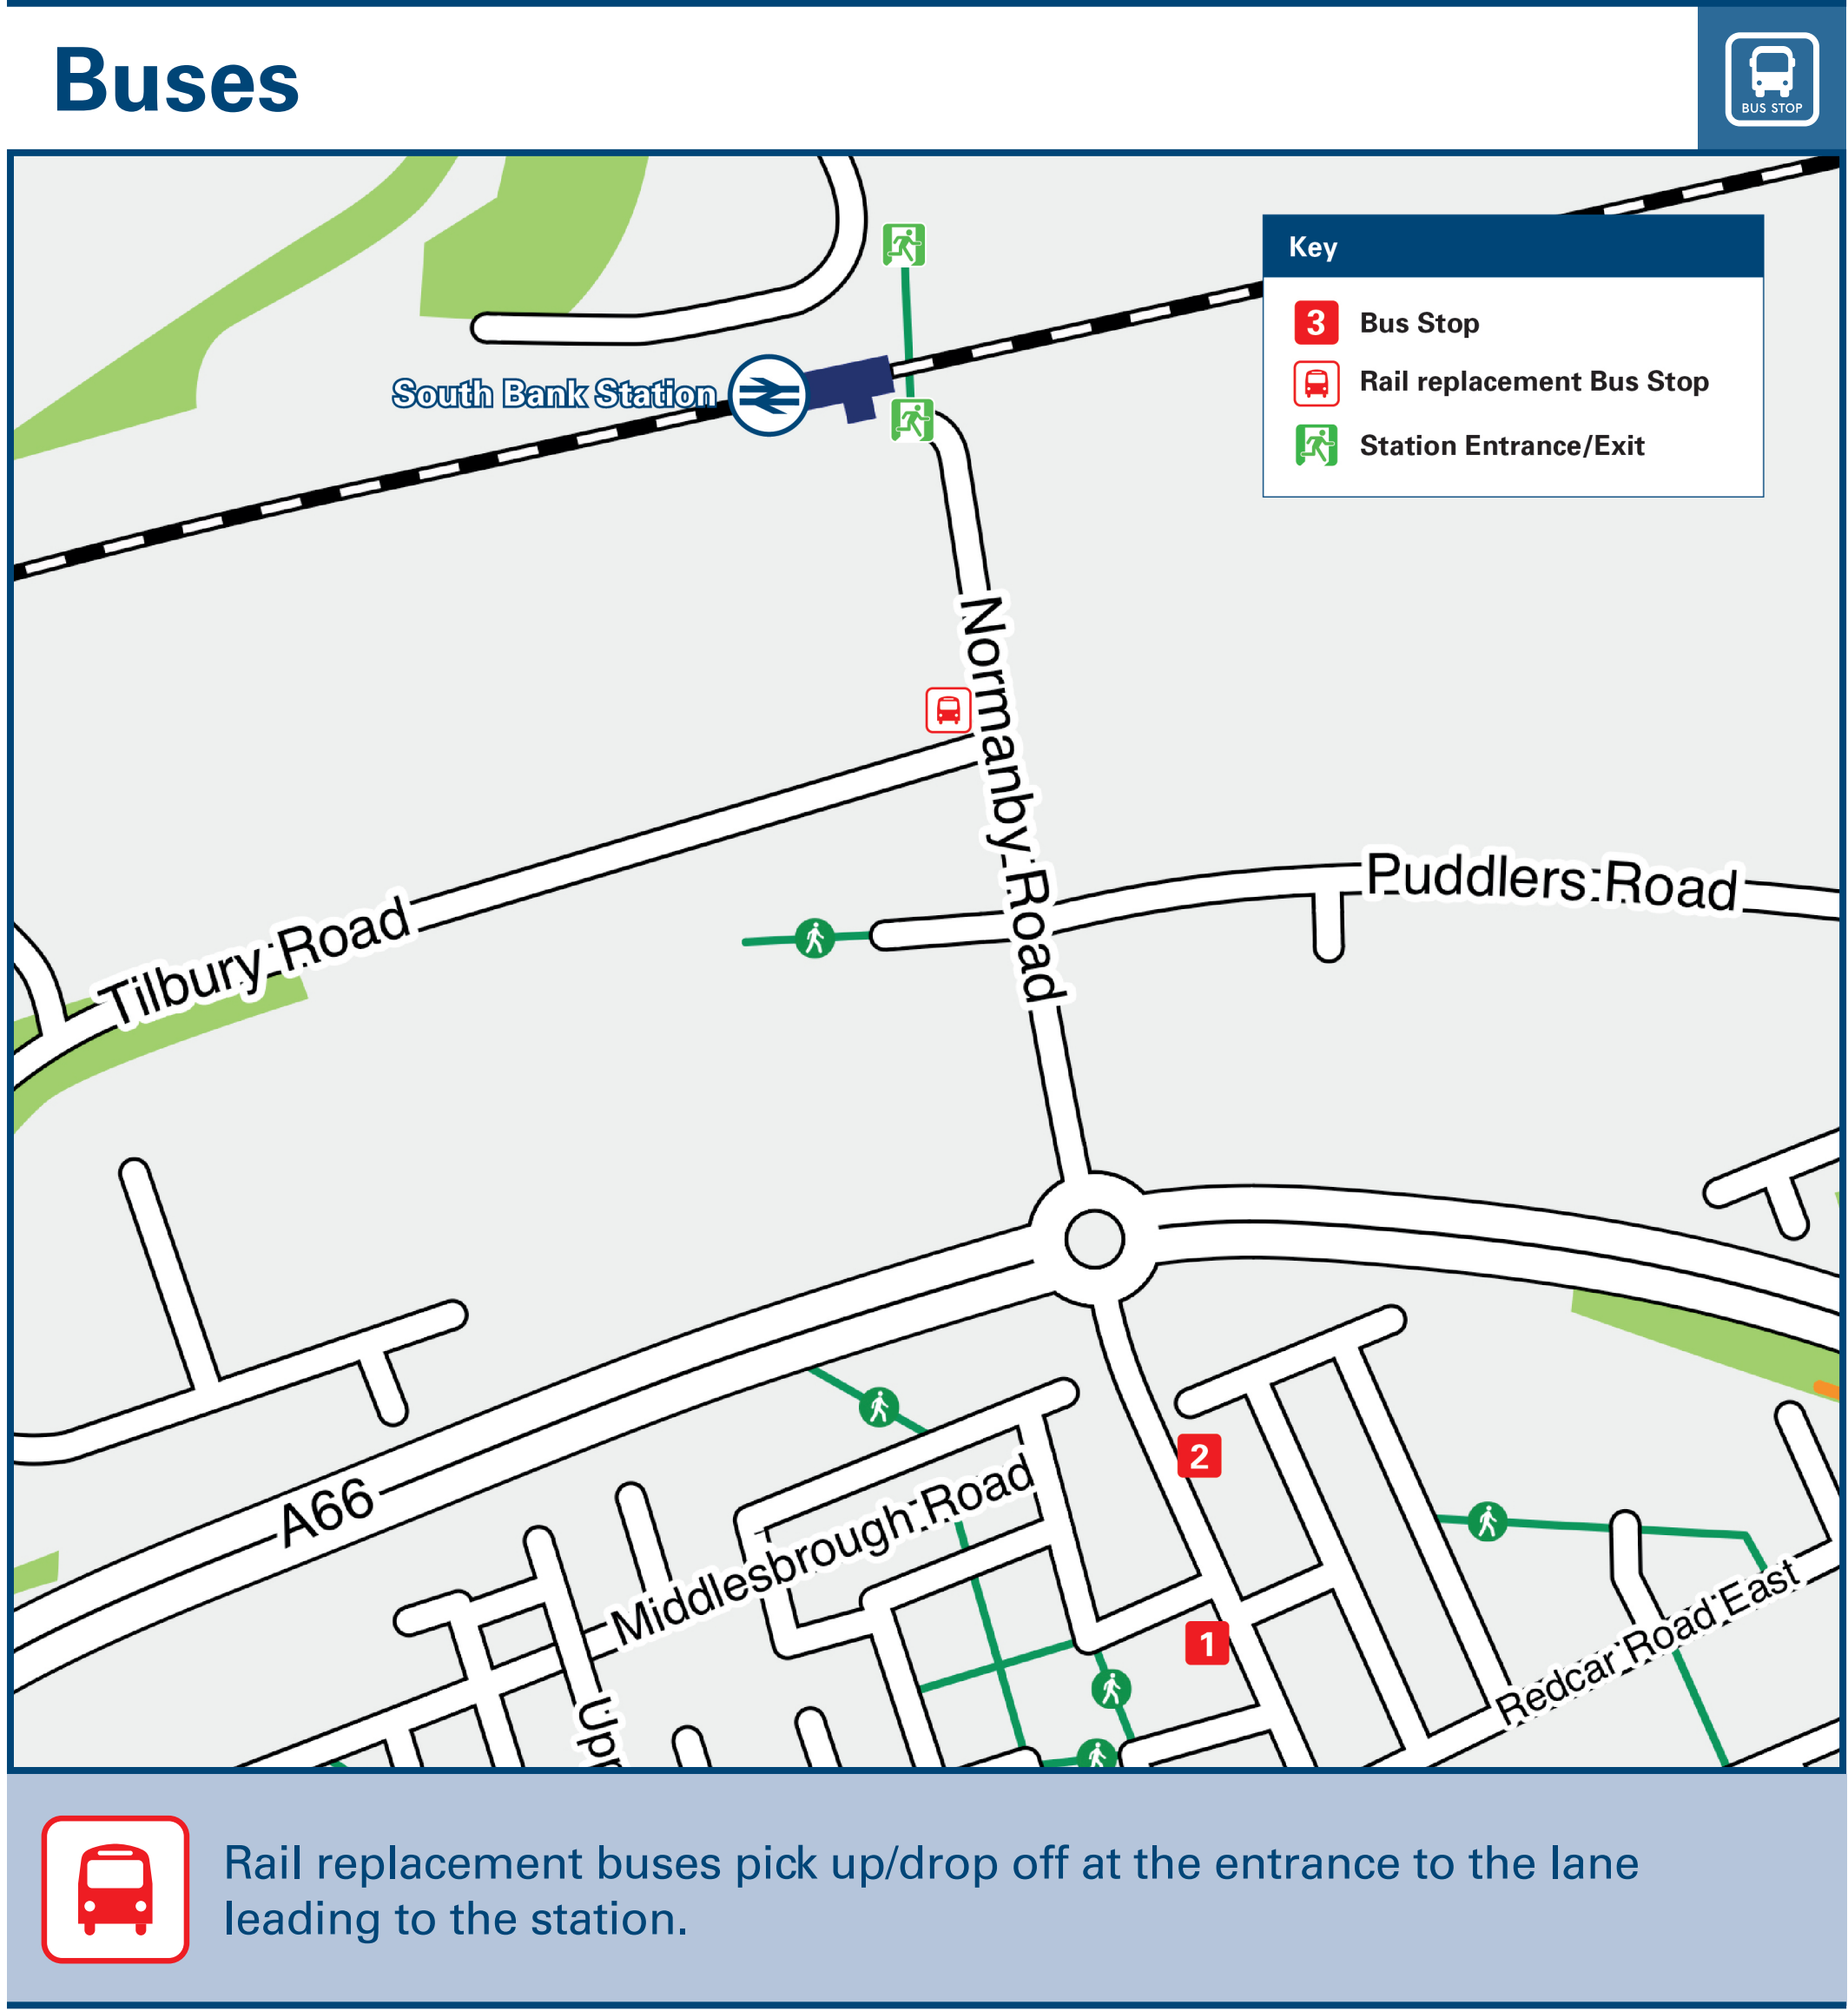 Buses
BUS STOP
Key
3 Bus Stop
Rail replacement Bus Stop
Station Entrance/Exit
South Bank Station
Normanby Road
Puddlers Road
Tilbury Road
A66
2
Middlesbrough Road
1
Redcar Road East
Rail replacement buses pick up/drop off at the entrance to the lane
leading to the station.